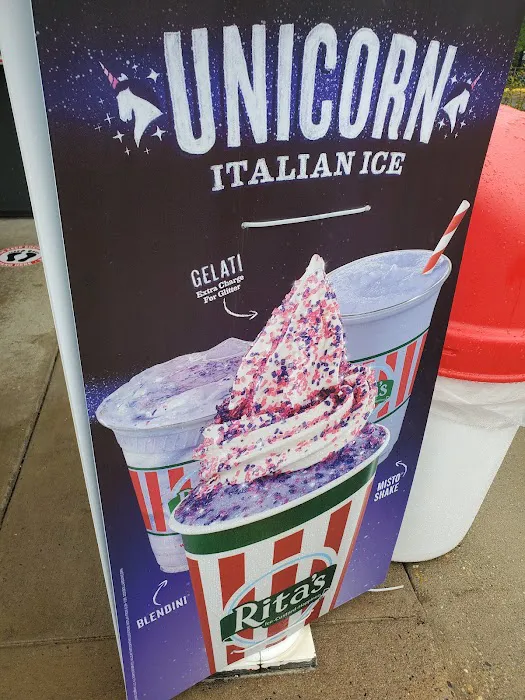 UNICORN
ITALIAN ICE
GELATI
Extra Charge
For Glitter
MISTO
SHAKE
BLENDINI
Rita's